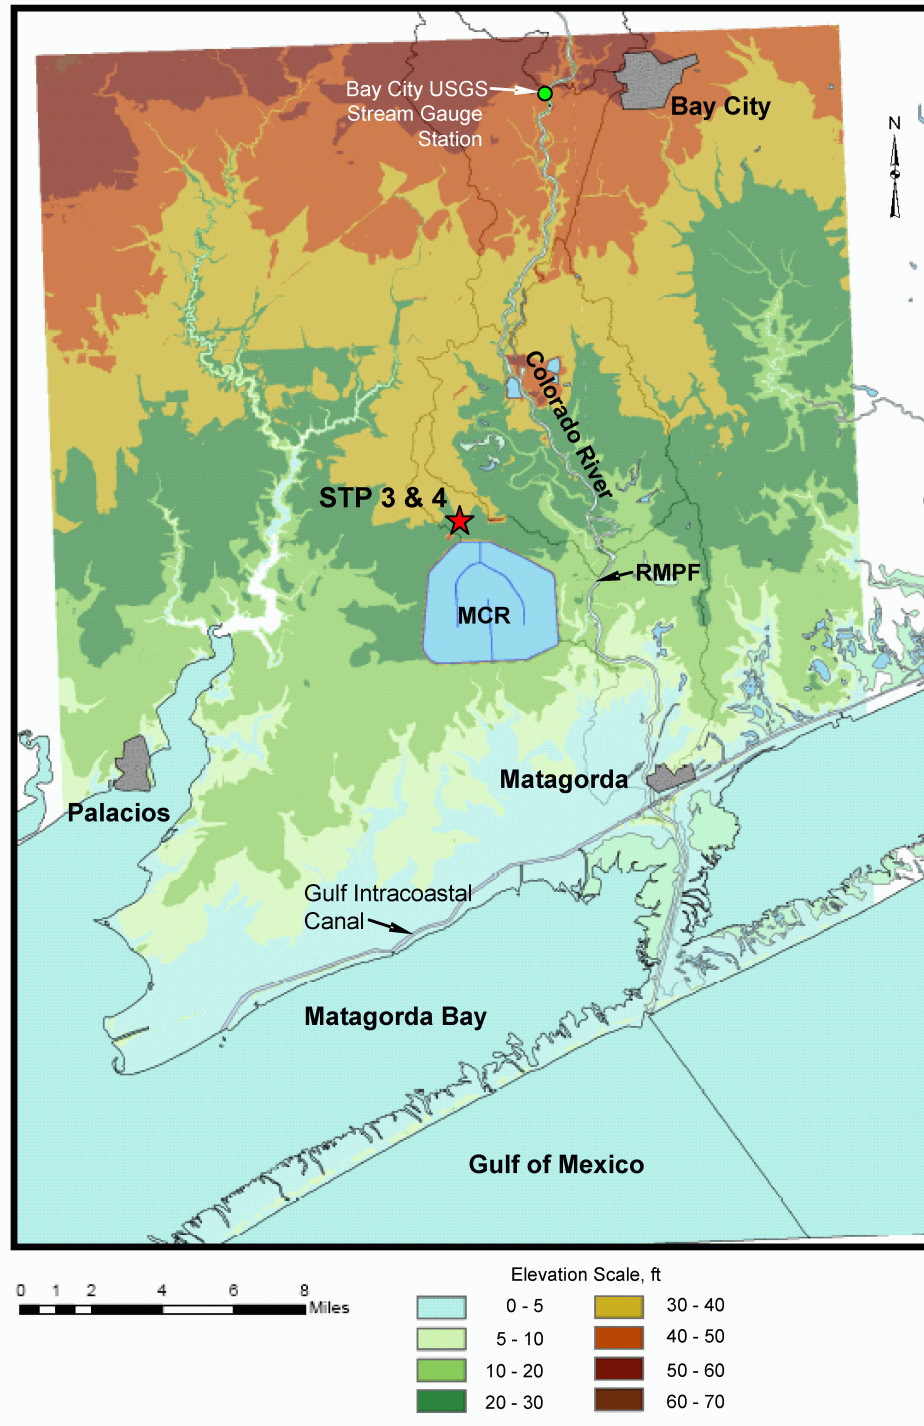 Bay City USGS
Stream Gauge
Station
Bay City
N
Colorado River
STP 3 & 4
RMPF
MCR
Matagorda
Palacios
Gulf Intracoastal
Canal
Matagorda Bay
Gulf of Mexico
0 1 2 4 6 8
Miles
Elevation Scale, ft
0 - 5
5 - 10
10 - 20
20 - 30
30 - 40
40 - 50
50 - 60
60 - 70